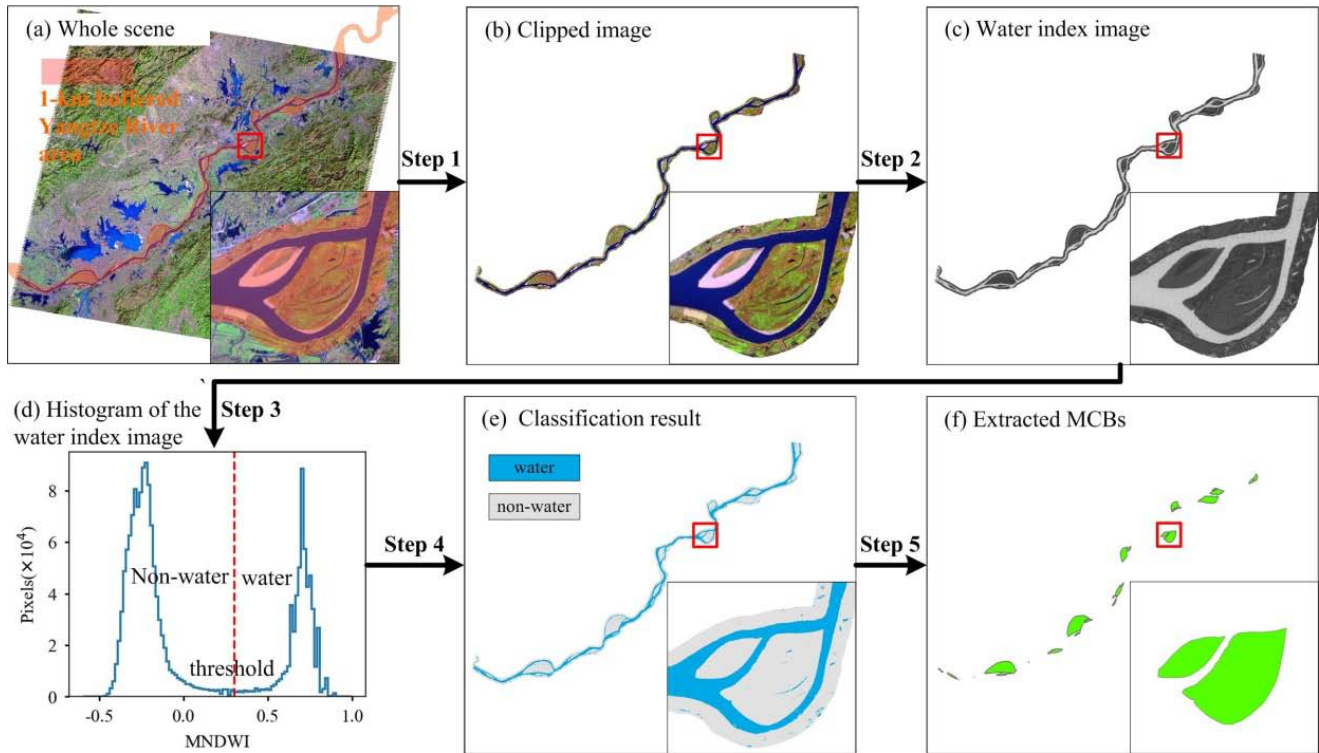 (a) Whole scene
1-km buffered
Yangtze River
area
Step 1
(b) Clipped image
Step 2
(c) Water index image
(d) Histogram of the
water index image
Step 3
Pixels(×10⁴)
8
6
4
2
0
Non-water
water
threshold
-0.5
0.0
0.5
1.0
MNDWI
Step 4
(e) Classification result
water
non-water
Step 5
(f) Extracted MCBs